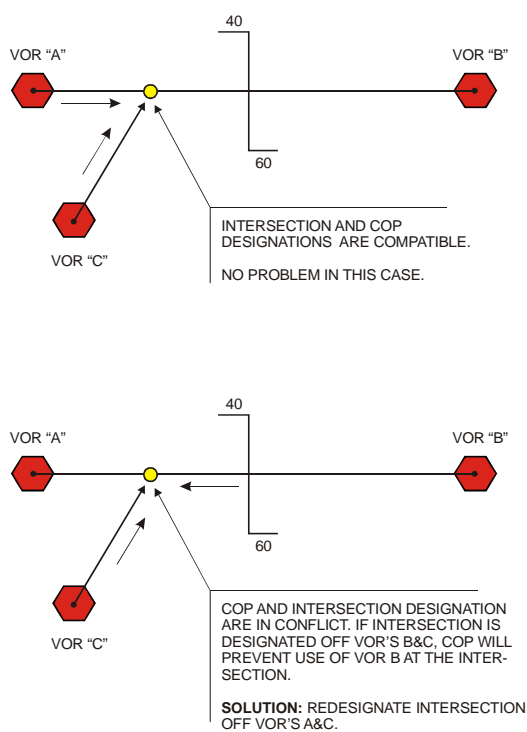 40
VOR “A”
VOR “B”
60
INTERSECTION AND COP
DESIGNATIONS ARE COMPATIBLE.
NO PROBLEM IN THIS CASE.
VOR “C”
40
VOR “A”
VOR “B”
60
COP AND INTERSECTION DESIGNATION
ARE IN CONFLICT. IF INTERSECTION IS
DESIGNATED OFF VOR'S B&C, COP WILL
PREVENT USE OF VOR B AT THE INTER-
SECTION.
SOLUTION: REDESIGNATE INTERSECTION
OFF VOR'S A&C.
VOR “C”